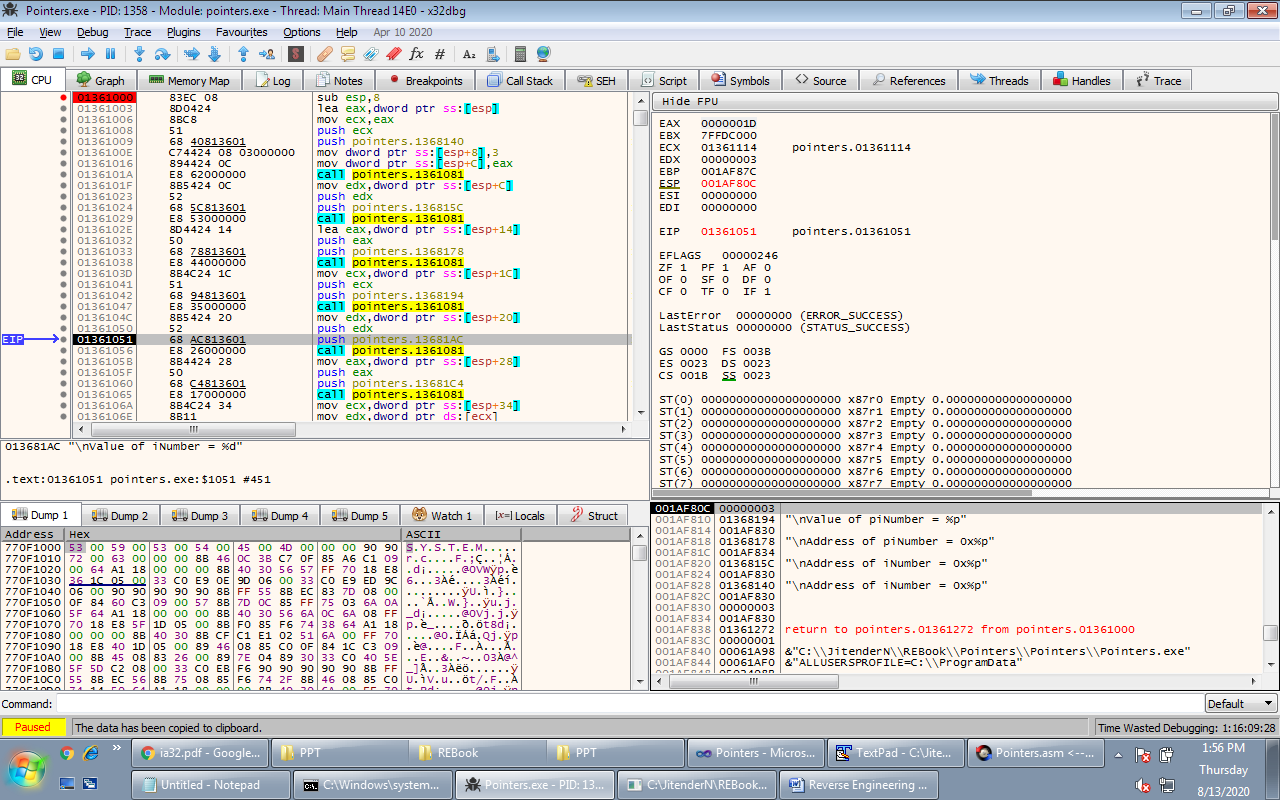 Pointers.exe - PID: 1358 - Module: pointers.exe - Thread: Main Thread 14E0 - x32dbg
File View Debug Trace Plugins Favourites Options Help Apr 10 2020
CPU Graph Memory Map Log Notes Breakpoints Call Stack SEH Script Symbols Source References Threads Handles Trace
01361000 83EC 08 sub esp,8
01361003 8D0424 lea eax,dword ptr ss:[esp]
01361006 8BC8 mov ecx,eax
01361008 51 push ecx
01361009 68 40813601 push pointers.1368140
0136100E C74424 08 03000000 mov dword ptr ss:[esp+8],3
01361016 894424 0C mov dword ptr ss:[esp+C],eax
0136101A E8 62000000 call pointers.1361081
0136101F 8B5424 0C mov edx,dword ptr ss:[esp+C]
01361023 52 push edx
01361024 68 5C813601 push pointers.136815C
01361029 E8 53000000 call pointers.1361081
0136102E 8D4424 14 lea eax,dword ptr ss:[esp+14]
01361032 50 push eax
01361033 68 78813601 push pointers.1368178
01361038 E8 44000000 call pointers.1361081
0136103D 8B4C24 1C mov ecx,dword ptr ss:[esp+1C]
01361041 51 push ecx
01361042 68 94813601 push pointers.1368194
01361047 E8 35000000 call pointers.1361081
0136104C 8B5424 20 mov edx,dword ptr ss:[esp+20]
01361050 52 push edx
EIP 01361051 68 AC813601 push pointers.13681AC
01361056 E8 26000000 call pointers.1361081
0136105B 8B4424 28 mov eax,dword ptr ss:[esp+28]
0136105F 50 push eax
01361060 68 C4813601 push pointers.13681C4
01361065 E8 17000000 call pointers.1361081
0136106A 8B4C24 34 mov ecx,dword ptr ss:[esp+34]
0136106E 8B11 mov edx,dword ptr ds:[ecx]
Hide FPU
EAX 0000001D
EBX 7FFDC000
ECX 01361114 pointers.01361114
EDX 00000003
EBP 001AF87C
ESP 001AF80C
ESI 00000000
EDI 00000000
EIP 01361051 pointers.01361051
EFLAGS 00000246
ZF 1 PF 1 AF 0
OF 0 SF 0 DF 0
CF 0 TF 0 IF 1
LastError 00000000 (ERROR_SUCCESS)
LastStatus 00000000 (STATUS_SUCCESS)
GS 0000 FS 003B
ES 0023 DS 0023
CS 001B SS 0023
ST(0) 00000000000000000000 x87r0 Empty 0.000000000000000000
ST(1) 00000000000000000000 x87r1 Empty 0.000000000000000000
ST(2) 00000000000000000000 x87r2 Empty 0.000000000000000000
ST(3) 00000000000000000000 x87r3 Empty 0.000000000000000000
ST(4) 00000000000000000000 x87r4 Empty 0.000000000000000000
ST(5) 00000000000000000000 x87r5 Empty 0.000000000000000000
ST(6) 00000000000000000000 x87r6 Empty 0.000000000000000000
ST(7) 00000000000000000000 x87r7 Empty 0.000000000000000000
013681AC "\nValue of iNumber = %d"
.text:01361051 pointers.exe:$1051 #451
Dump 1 Dump 2 Dump 3 Dump 4 Dump 5 Watch 1 Locals Struct
Address Hex ASCII
770F1000 53 00 59 00 53 00 54 00 45 00 4D 00 00 00 90 90 S.Y.S.T.E.M.....
770F1010 72 00 63 00 00 00 8B 46 0C 3B C7 0F 85 A6 C1 09
770F1020 00 64 A1 18 00 00 00 8B 40 30 56 57 FF 70 18 E8
770F1030 36 1C 05 00 33 C0 E9 0E 9D 06 00 33 C0 E9 ED 9C
770F1040 06 00 90 90 90 90 90 8B FF 55 8B EC 83 7D 08 00
770F1050 0F 84 60 C3 09 00 57 8B 7D 0C 85 FF 75 03 6A 0A
770F1060 5F 64 A1 18 00 00 00 8B 40 30 56 6A 0C 6A 08 FF
770F1070 70 18 E8 5F 1D 05 00 8B F0 85 F6 74 38 64 A1 18
770F1080 00 00 00 8B 40 30 8B CF C1 E1 02 51 6A 00 FF 70
770F1090 18 E8 40 1D 05 00 89 46 08 85 C0 0F 84 1C C3 09
770F10A0 00 8B 45 08 83 26 00 89 7E 04 89 30 33 C0 40 5E
770F10B0 5F 5D C2 08 00 33 C0 EB F6 90 90 90 90 90 8B FF
770F10C0 55 8B EC 56 8B 75 08 85 F6 74 2F 8B 46 08 85 C0
001AF80C 00000003
001AF810 01368194 "\nValue of piNumber = %p"
001AF814 001AF830
001AF818 01368178 "\nAddress of piNumber = 0x%p"
001AF81C 001AF834
001AF820 0136815C "\nAddress of iNumber = 0x%p"
001AF824 001AF830
001AF828 01368140 "\nAddress of iNumber = 0x%p"
001AF82C 001AF830
001AF830 00000003
001AF834 001AF830
001AF838 01361272 return to pointers.01361272 from pointers.01361000
001AF83C 00000001
001AF840 00061A98 &"C:\\JitenderN\\REBook\\Pointers\\Pointers\\Pointers.exe"
001AF844 00061AA0 &"ALLUSERSPROFILE=C:\\ProgramData"
Command: Default
Paused The data has been copied to clipboard. Time Wasted Debugging: 1:16:09:28
ia32.pdf - Google... PPT REBook PPT Pointers - Micros... TextPad - C:\Jite... Pointers.asm <--... 1:56 PM
Thursday
Untitled - Notepad C:\Windows\system... Pointers.exe - PID: 13... C:\JitenderN\REBook... Reverse Engineering ... 8/13/2020